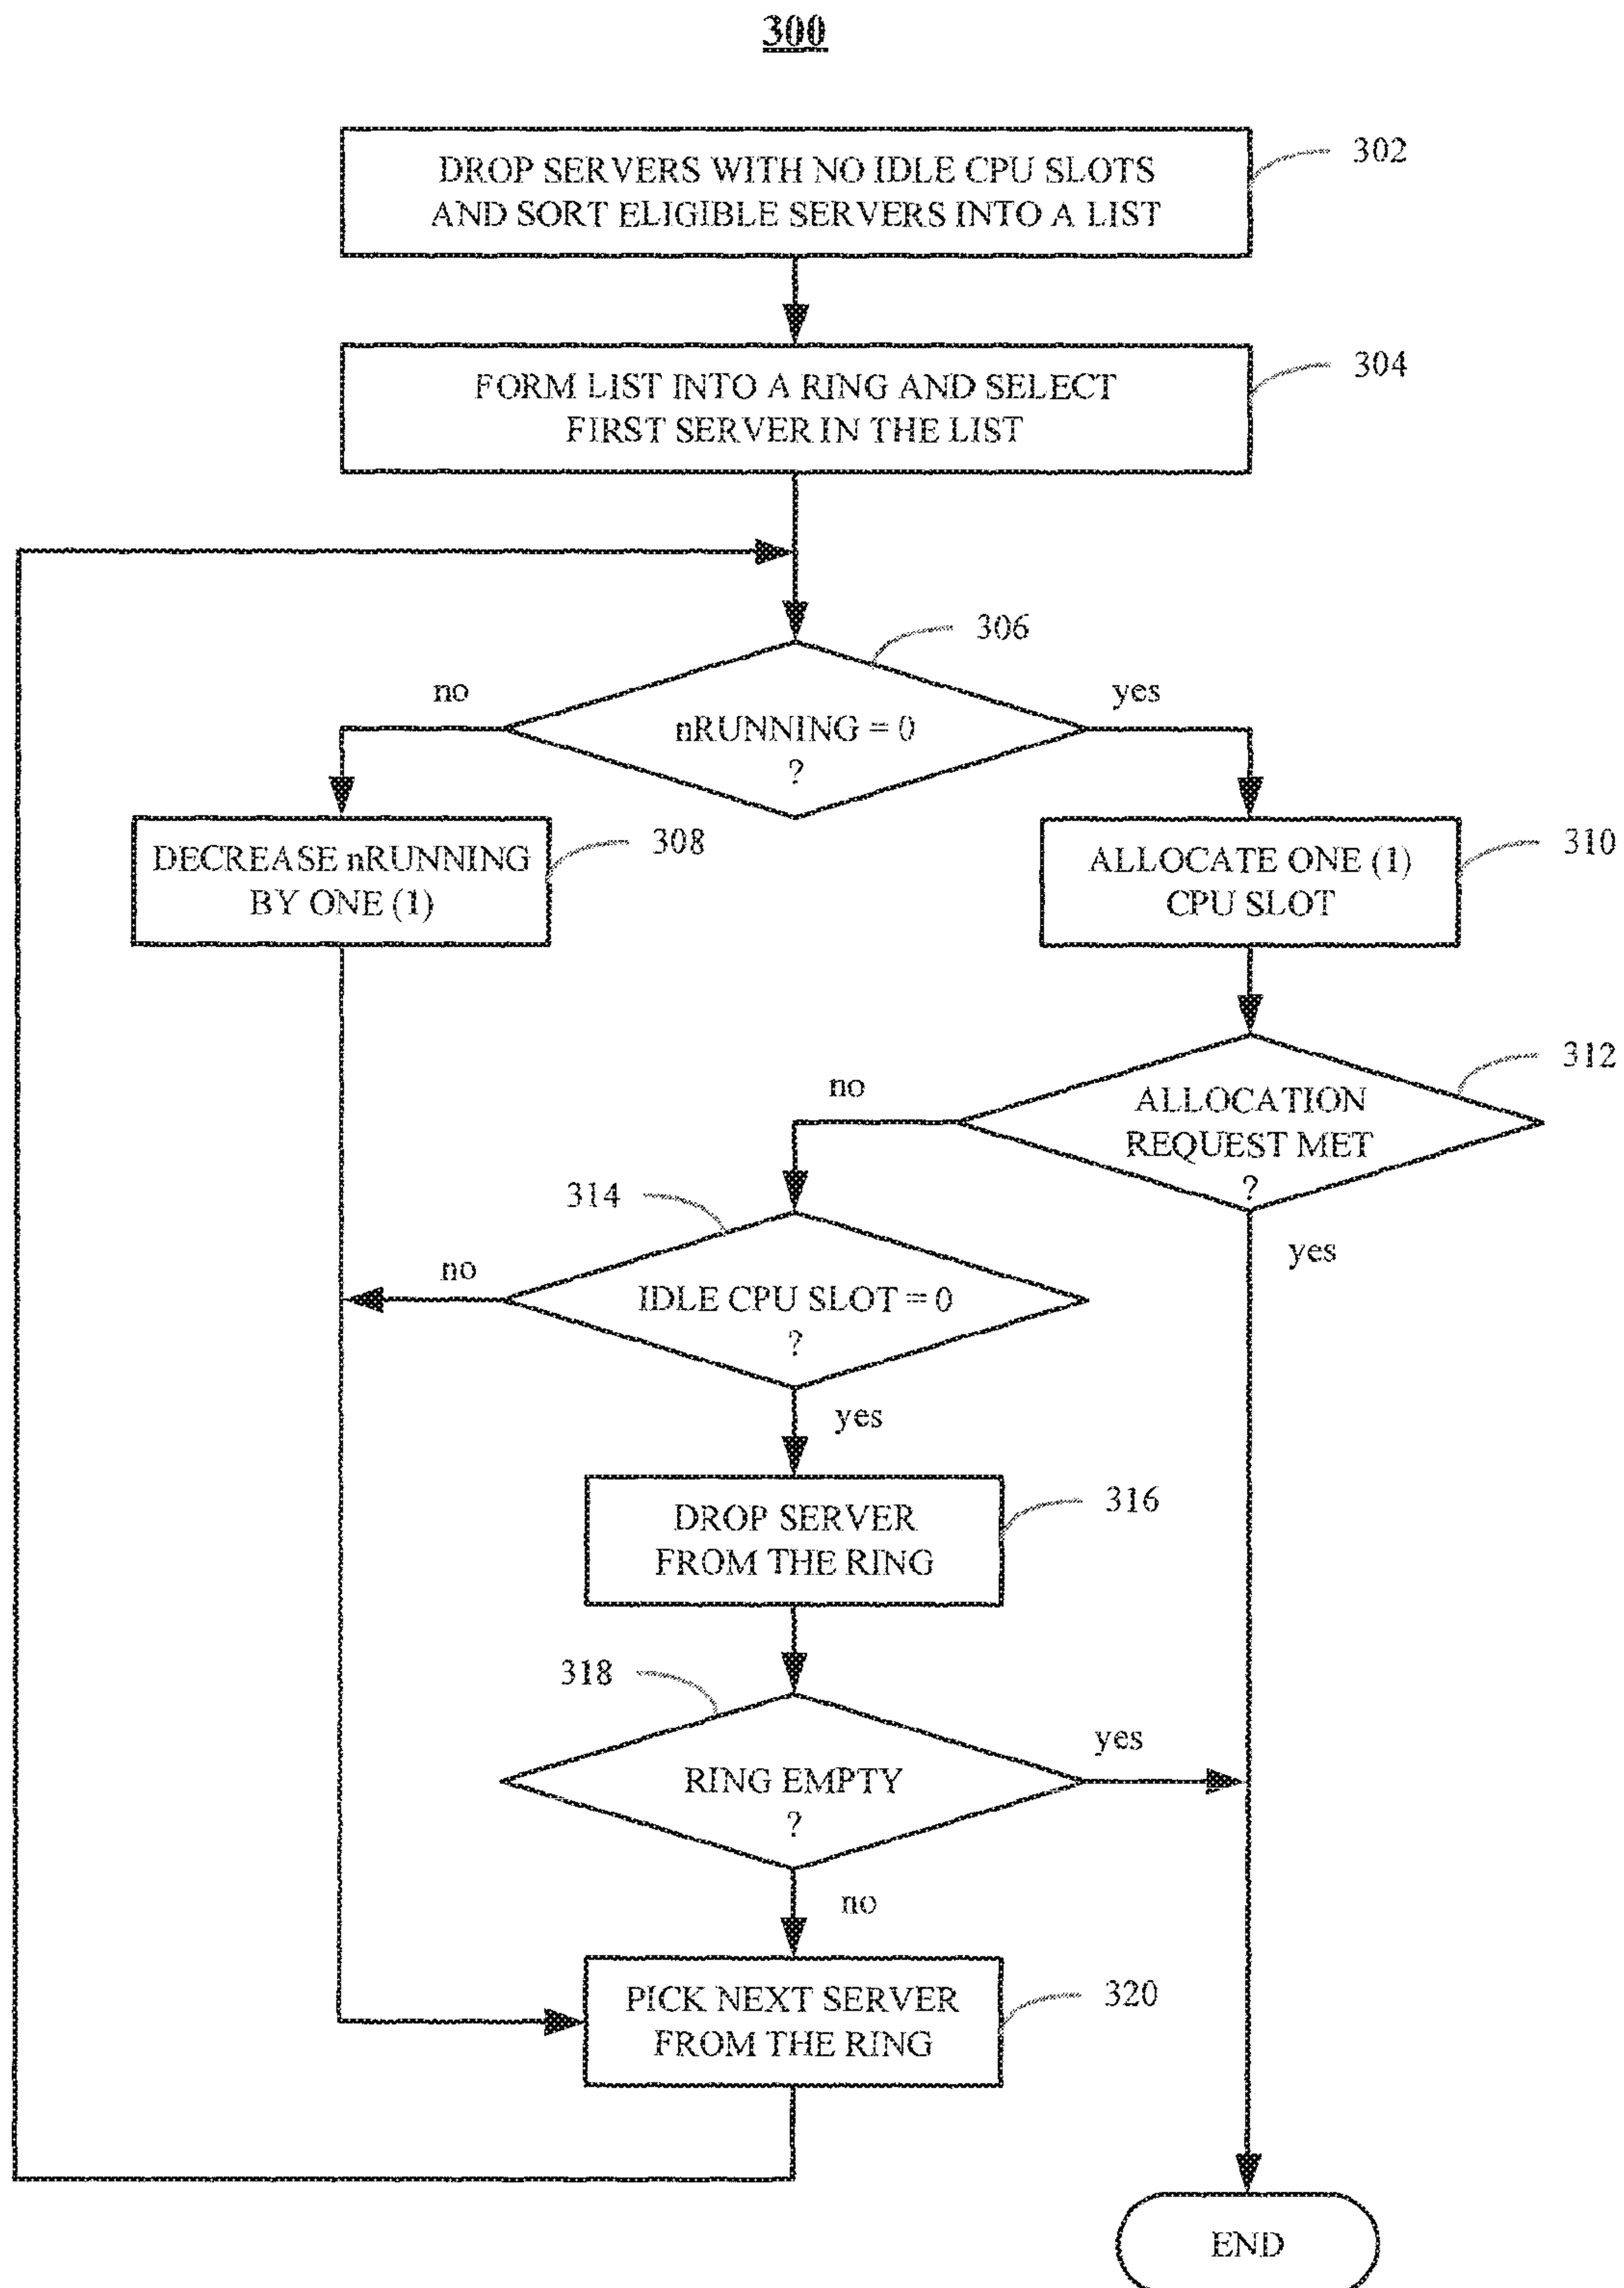 300
DROP SERVERS WITH NO IDLE CPU SLOTS
AND SORT ELIGIBLE SERVERS INTO A LIST
302
FORM LIST INTO A RING AND SELECT
FIRST SERVER IN THE LIST
304
306
no
yes
nRUNNING = 0
?
DECREASE nRUNNING
BY ONE (1)
308
ALLOCATE ONE (1)
CPU SLOT
310
312
no
ALLOCATION
REQUEST MET
?
yes
314
no
IDLE CPU SLOT = 0
?
yes
DROP SERVER
FROM THE RING
316
318
yes
RING EMPTY
?
no
PICK NEXT SERVER
FROM THE RING
320
END